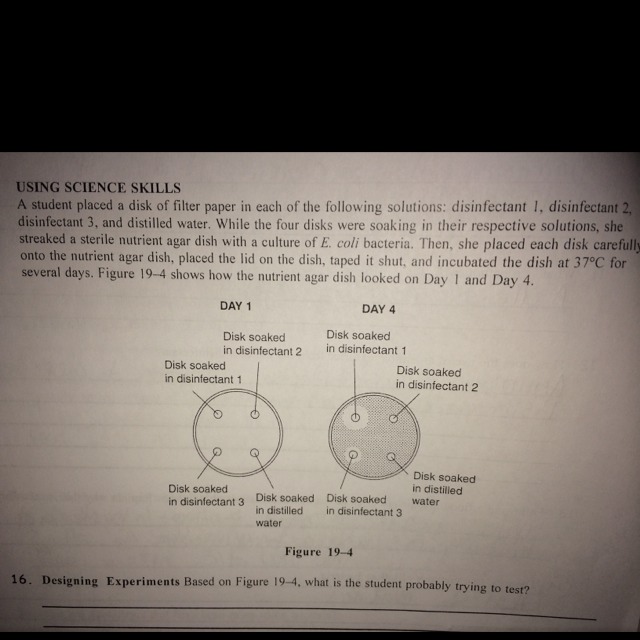 USING SCIENCE SKILLS
A student placed a disk of filter paper in each of the following solutions: disinfectant 1, disinfectant 2,
disinfectant 3, and distilled water. While the four disks were soaking in their respective solutions, she
streaked a sterile nutrient agar dish with a culture of E. coli bacteria. Then, she placed each disk carefully
onto the nutrient agar dish, placed the lid on the dish, taped it shut, and incubated the dish at 37°C for
several days. Figure 19–4 shows how the nutrient agar dish looked on Day 1 and Day 4.
DAY 1
Disk soaked
in disinfectant 2
Disk soaked
in disinfectant 1
Disk soaked
in disinfectant 3
Disk soaked
in distilled
water
DAY 4
Disk soaked
in disinfectant 1
Disk soaked
in disinfectant 2
Disk soaked
in disinfectant 3
Disk soaked
in distilled
water
Figure 19–4
16. Designing Experiments Based on Figure 19–4, what is the student probably trying to test?